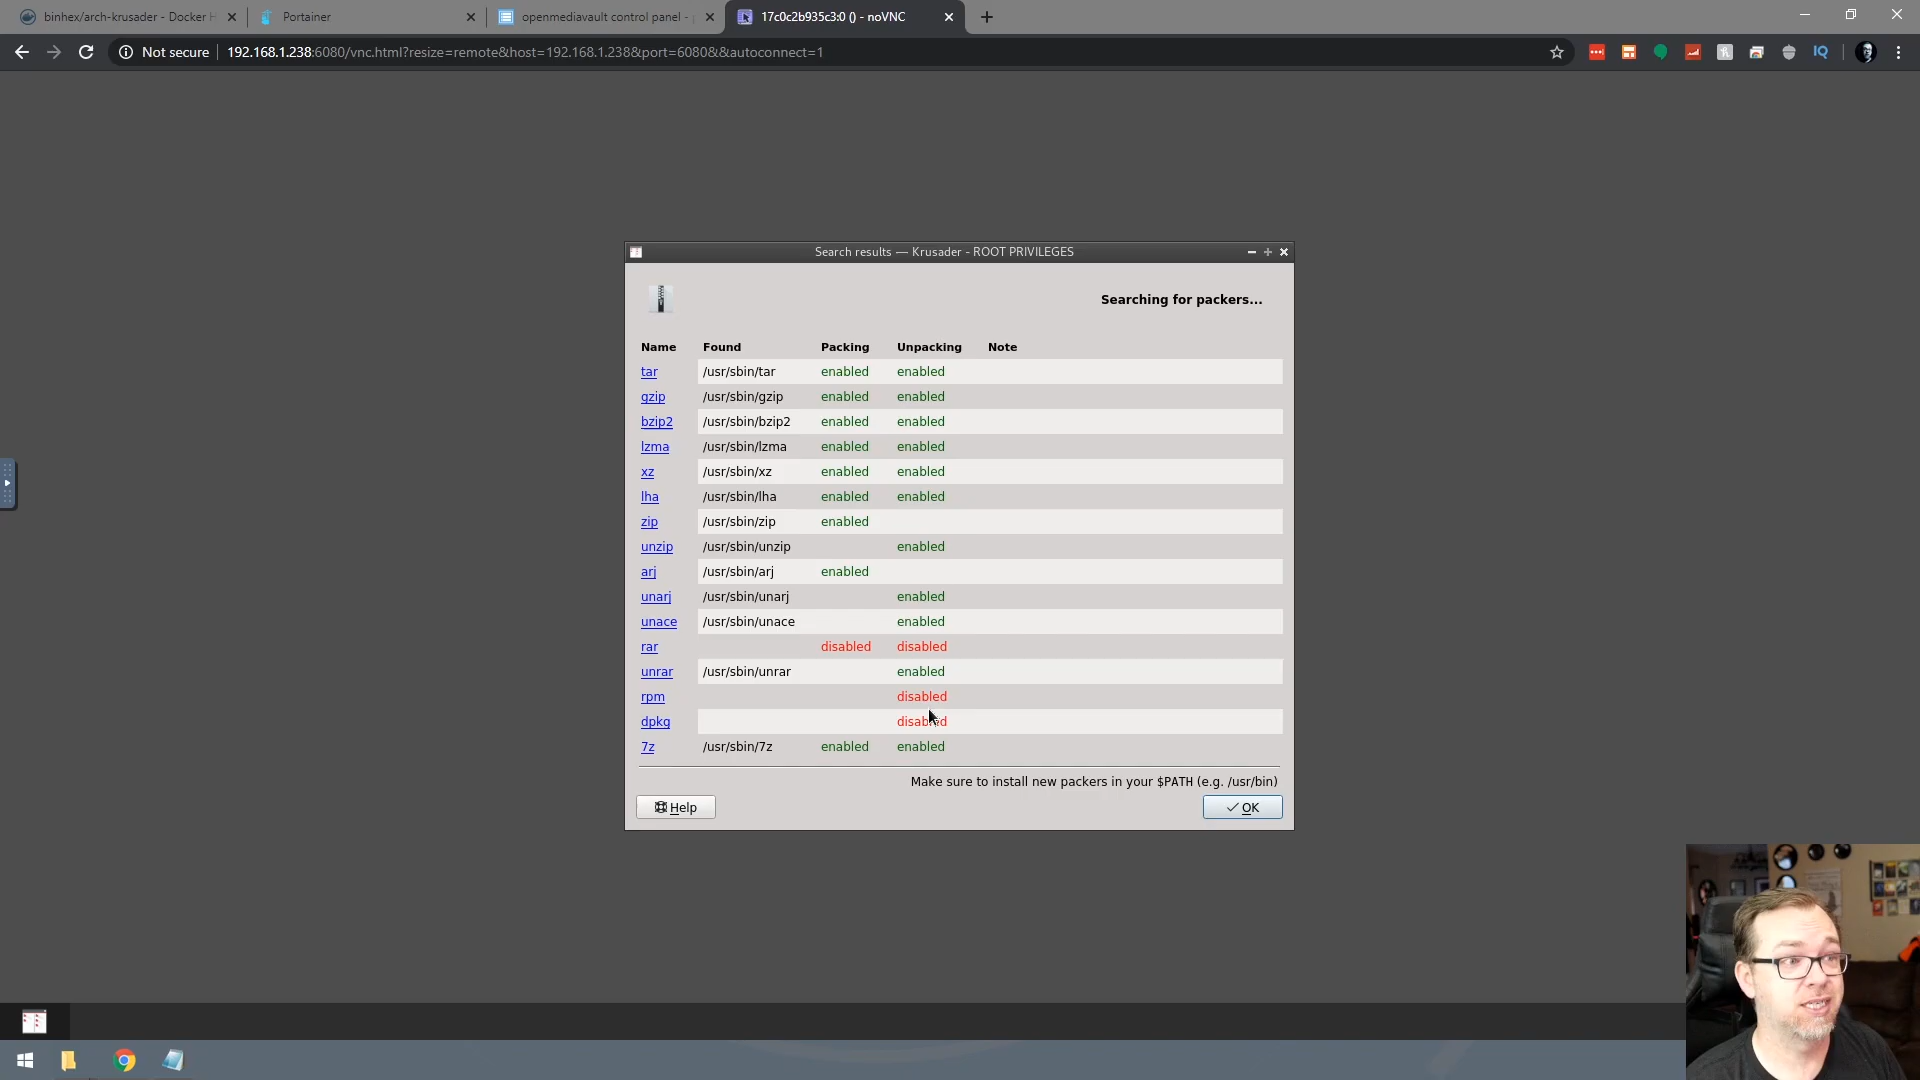 binhex/arch-krusader - Docker H
Portainer
openmediavault control panel -
17c0c2b935c3:0 () - noVNC
Not secure 192.168.1.238:6080/vnc.html?resize=remote&host=192.168.1.238&port=6080&&autoconnect=1
IQ
Search results — Krusader - ROOT PRIVILEGES
Searching for packers...
Name Found Packing Unpacking Note
tar /usr/sbin/tar enabled enabled
gzip /usr/sbin/gzip enabled enabled
bzip2 /usr/sbin/bzip2 enabled enabled
lzma /usr/sbin/lzma enabled enabled
xz /usr/sbin/xz enabled enabled
lha /usr/sbin/lha enabled enabled
zip /usr/sbin/zip enabled
unzip /usr/sbin/unzip enabled
arj /usr/sbin/arj enabled
unarj /usr/sbin/unarj enabled
unace /usr/sbin/unace enabled
rar disabled disabled
unrar /usr/sbin/unrar enabled
rpm disabled
dpkg disabled
7z /usr/sbin/7z enabled enabled
Make sure to install new packers in your $PATH (e.g. /usr/bin)
Help
OK